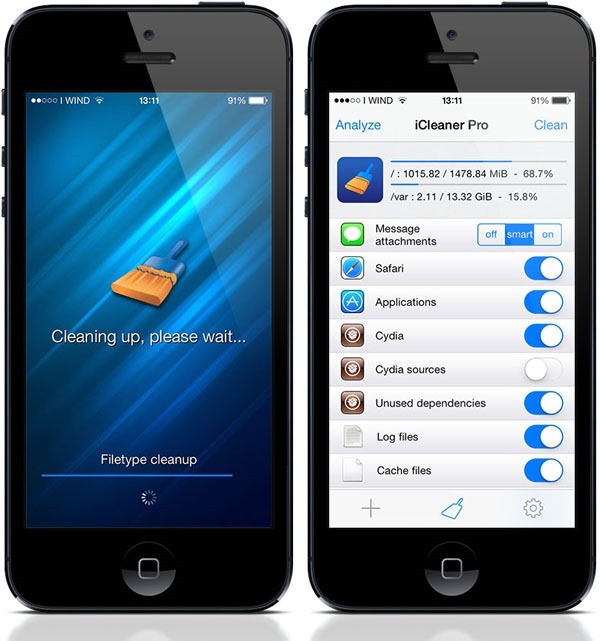 I WIND 13:11 91%
Cleaning up, please wait...
Filetype cleanup
I WIND 13:11 91%
Analyze iCleaner Pro Clean
/ : 1015.82 / 1478.84 MiB - 68.7%
/var : 2.11 / 13.32 GiB - 15.8%
Message
attachments
off smart on
Safari
Applications
Cydia
Cydia sources
Unused dependencies
Log files
Cache files